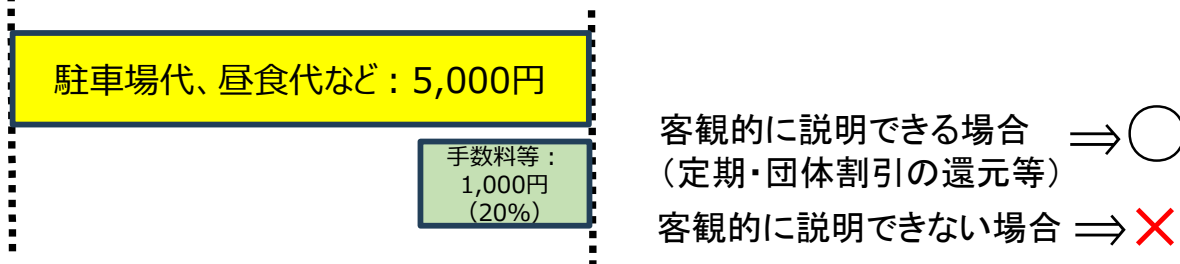 駐車場代、昼食代など：5,000円
手数料等：
1,000円
（20%）
客観的に説明できる場合 ⇒○
（定期・団体割引の還元等）
客観的に説明できない場合 ⇒×